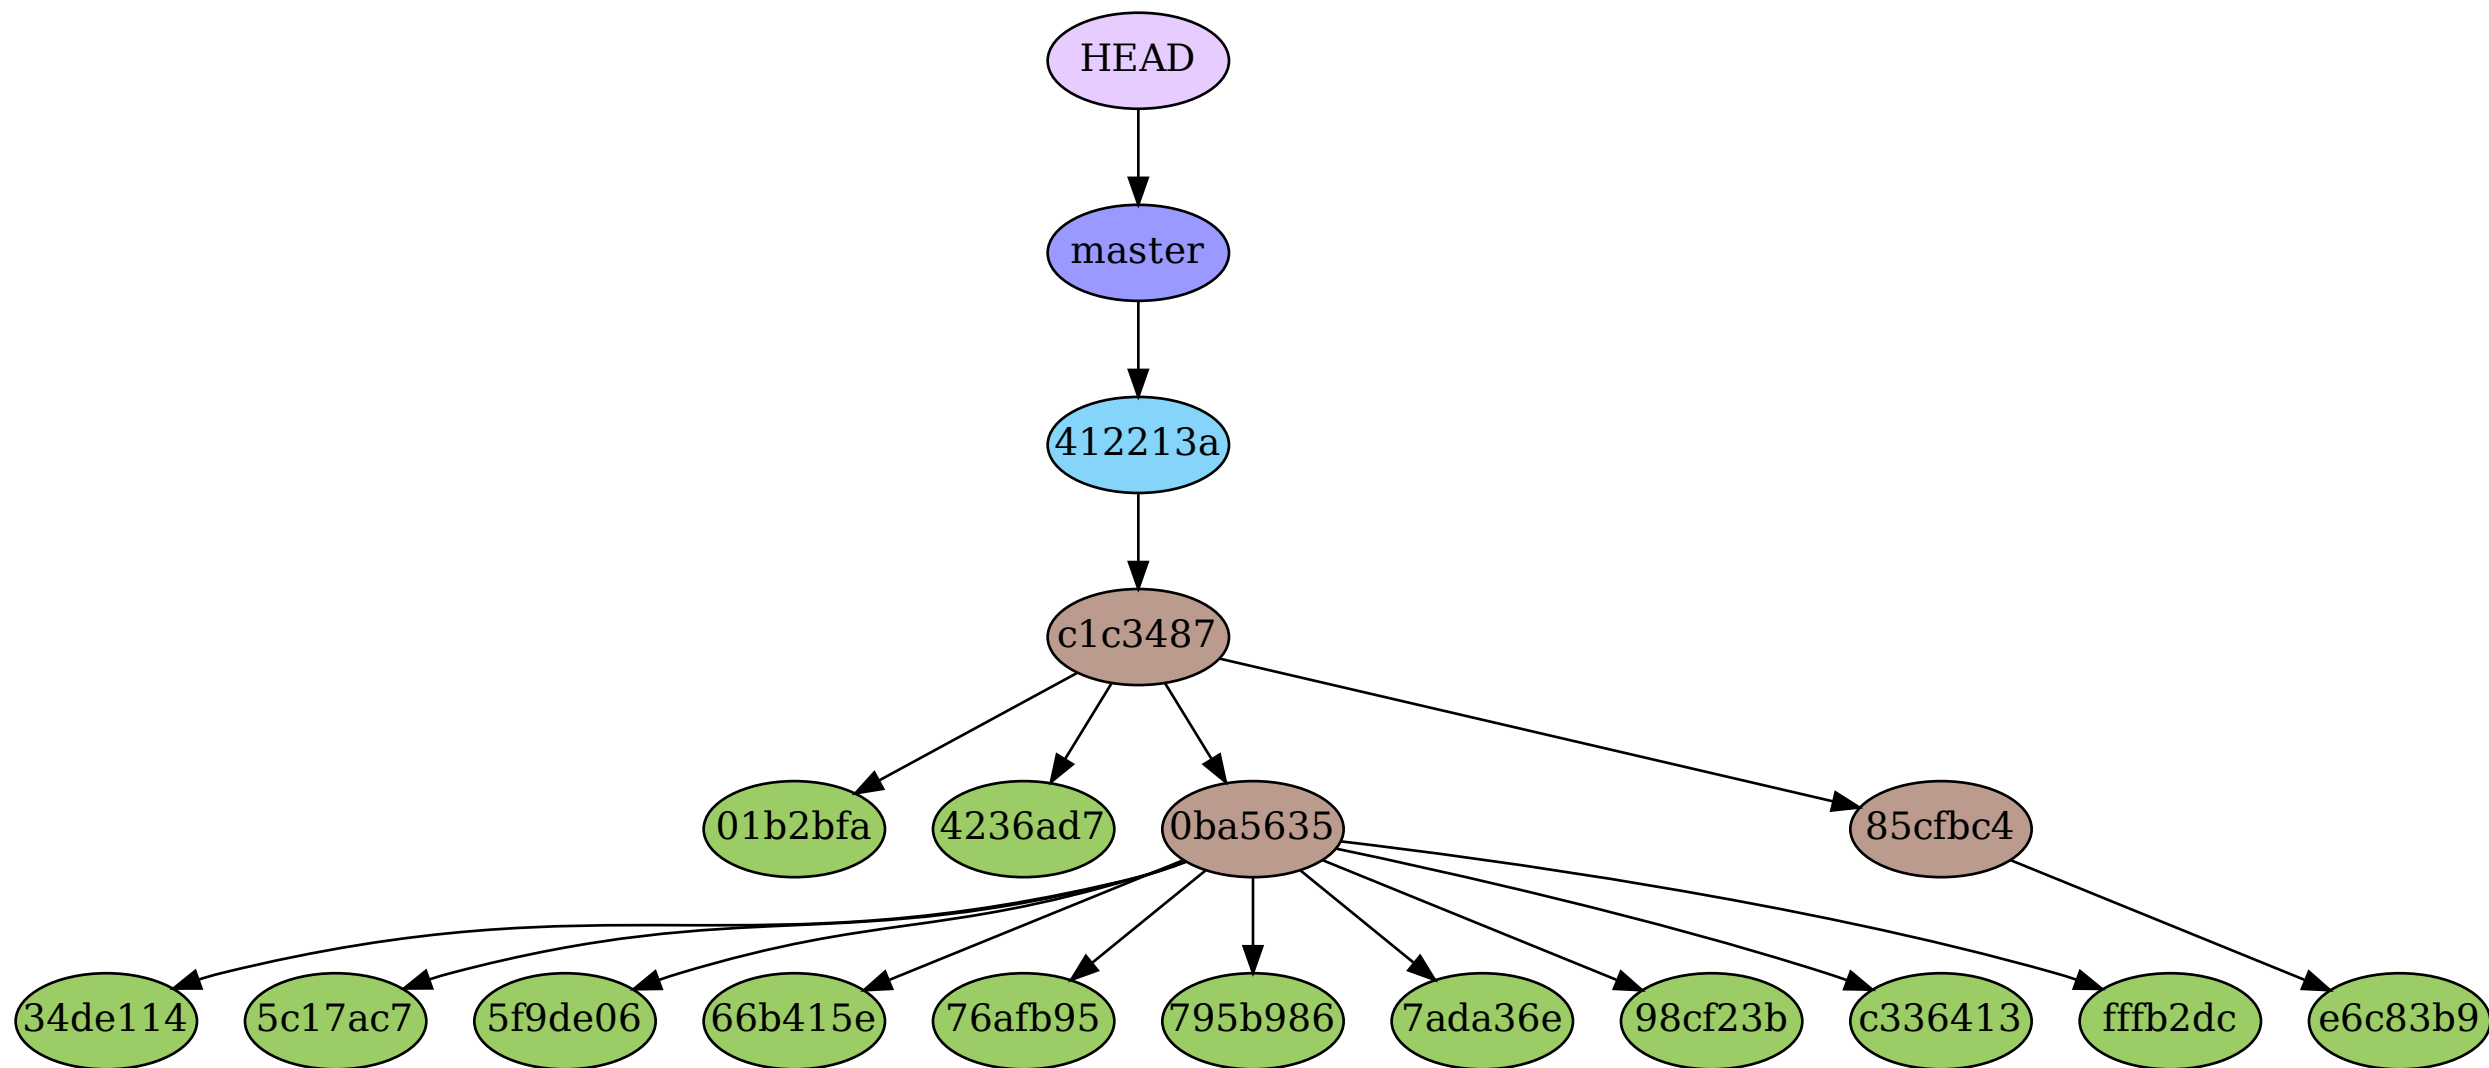 HEAD
master
412213a
c1c3487
01b2bfa
4236ad7
0ba5635
85cfbc4
34de114
5c17ac7
5f9de06
66b415e
76afb95
795b986
7ada36e
98cf23b
c336413
fffb2dc
e6c83b9